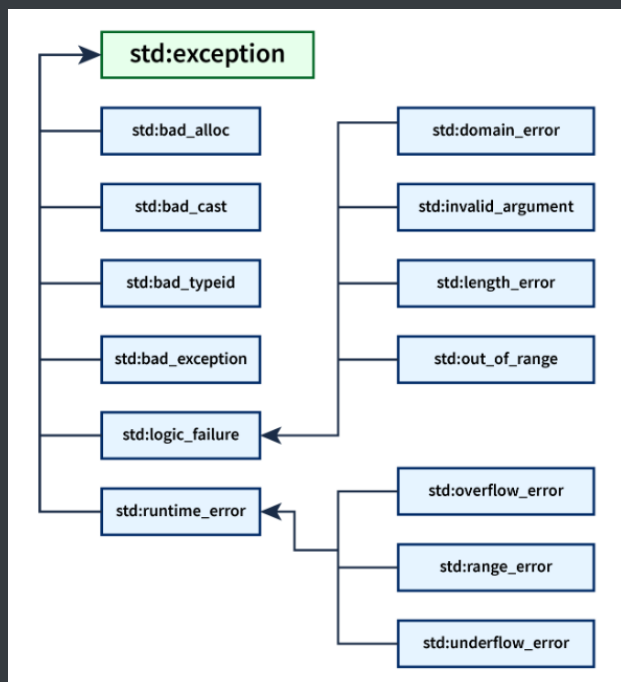 std:exception
std:bad_alloc
std:bad_cast
std:bad_typeid
std:bad_exception
std:logic_failure
std:runtime_error
std:domain_error
std:invalid_argument
std:length_error
std:out_of_range
std:overflow_error
std:range_error
std:underflow_error